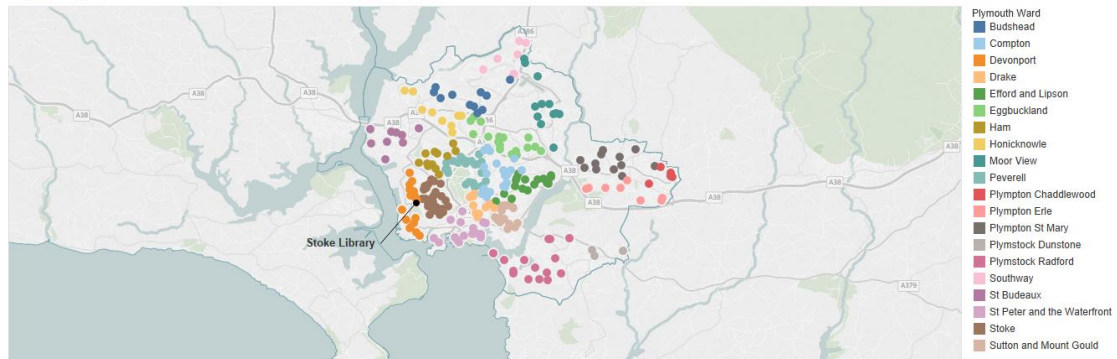 Plymouth Ward
Budshead
Compton
Devonport
Drake
Efford and Lipson
Eggbuckland
Ham
Honicknowle
Moor View
Peverell
Plympton Chaddlewood
Plympton Erle
Plympton St Mary
Plymstock Dunstone
Plymstock Radford
Southway
St Budeaux
St Peter and the Waterfront
Stoke
Sutton and Mount Gould
A386
A38
A38
A38
A38
A38
A38
A379
Stoke Library